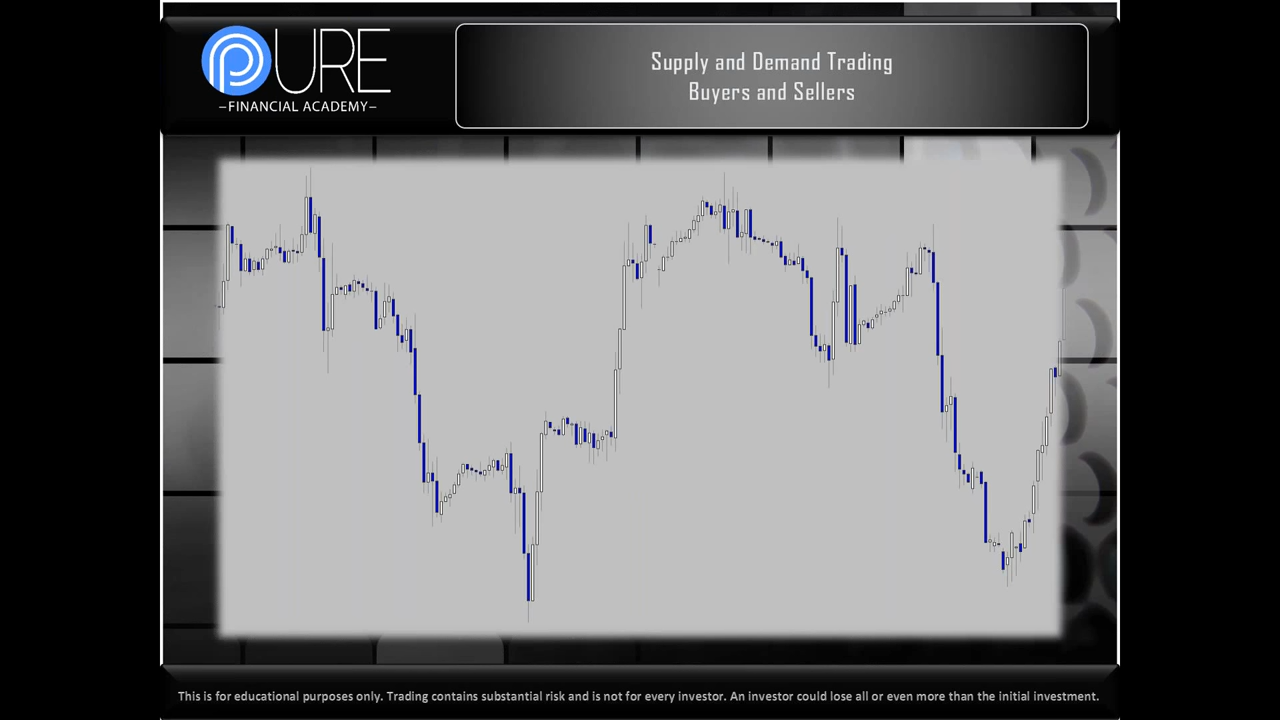 PURE
–FINANCIAL ACADEMY–
Supply and Demand Trading
Buyers and Sellers
This is for educational purposes only. Trading contains substantial risk and is not for every investor. An investor could lose all or even more than the initial investment.